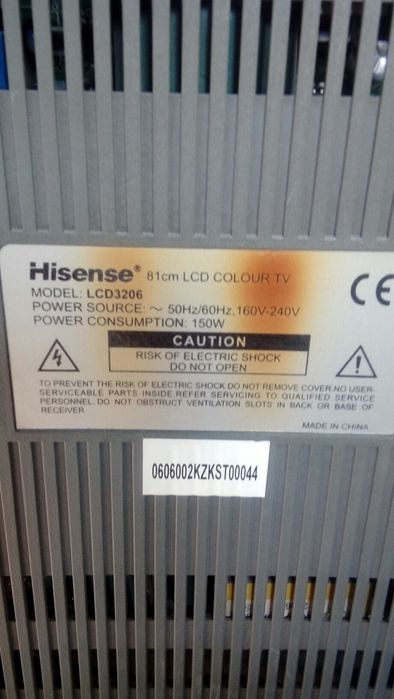 Hisense® 81cm LCD COLOUR TV
MODEL: LCD3206
POWER SOURCE: ~ 50Hz/60Hz,160V-240V
POWER CONSUMPTION: 150W
CE
CAUTION
RISK OF ELECTRIC SHOCK
DO NOT OPEN
TO PREVENT THE RISK OF ELECTRIC SHOCK DO NOT REMOVE COVER.NO USER-
SERVICEABLE PARTS INSIDE.REFER SERVICING TO QUALIFIED SERVICE
PERSONNEL. DO NOT OBSTRUCT VENTILATION SLOTS IN BACK OR BASE OF
RECEIVER.
MADE IN CHINA
0606002KZKST00044